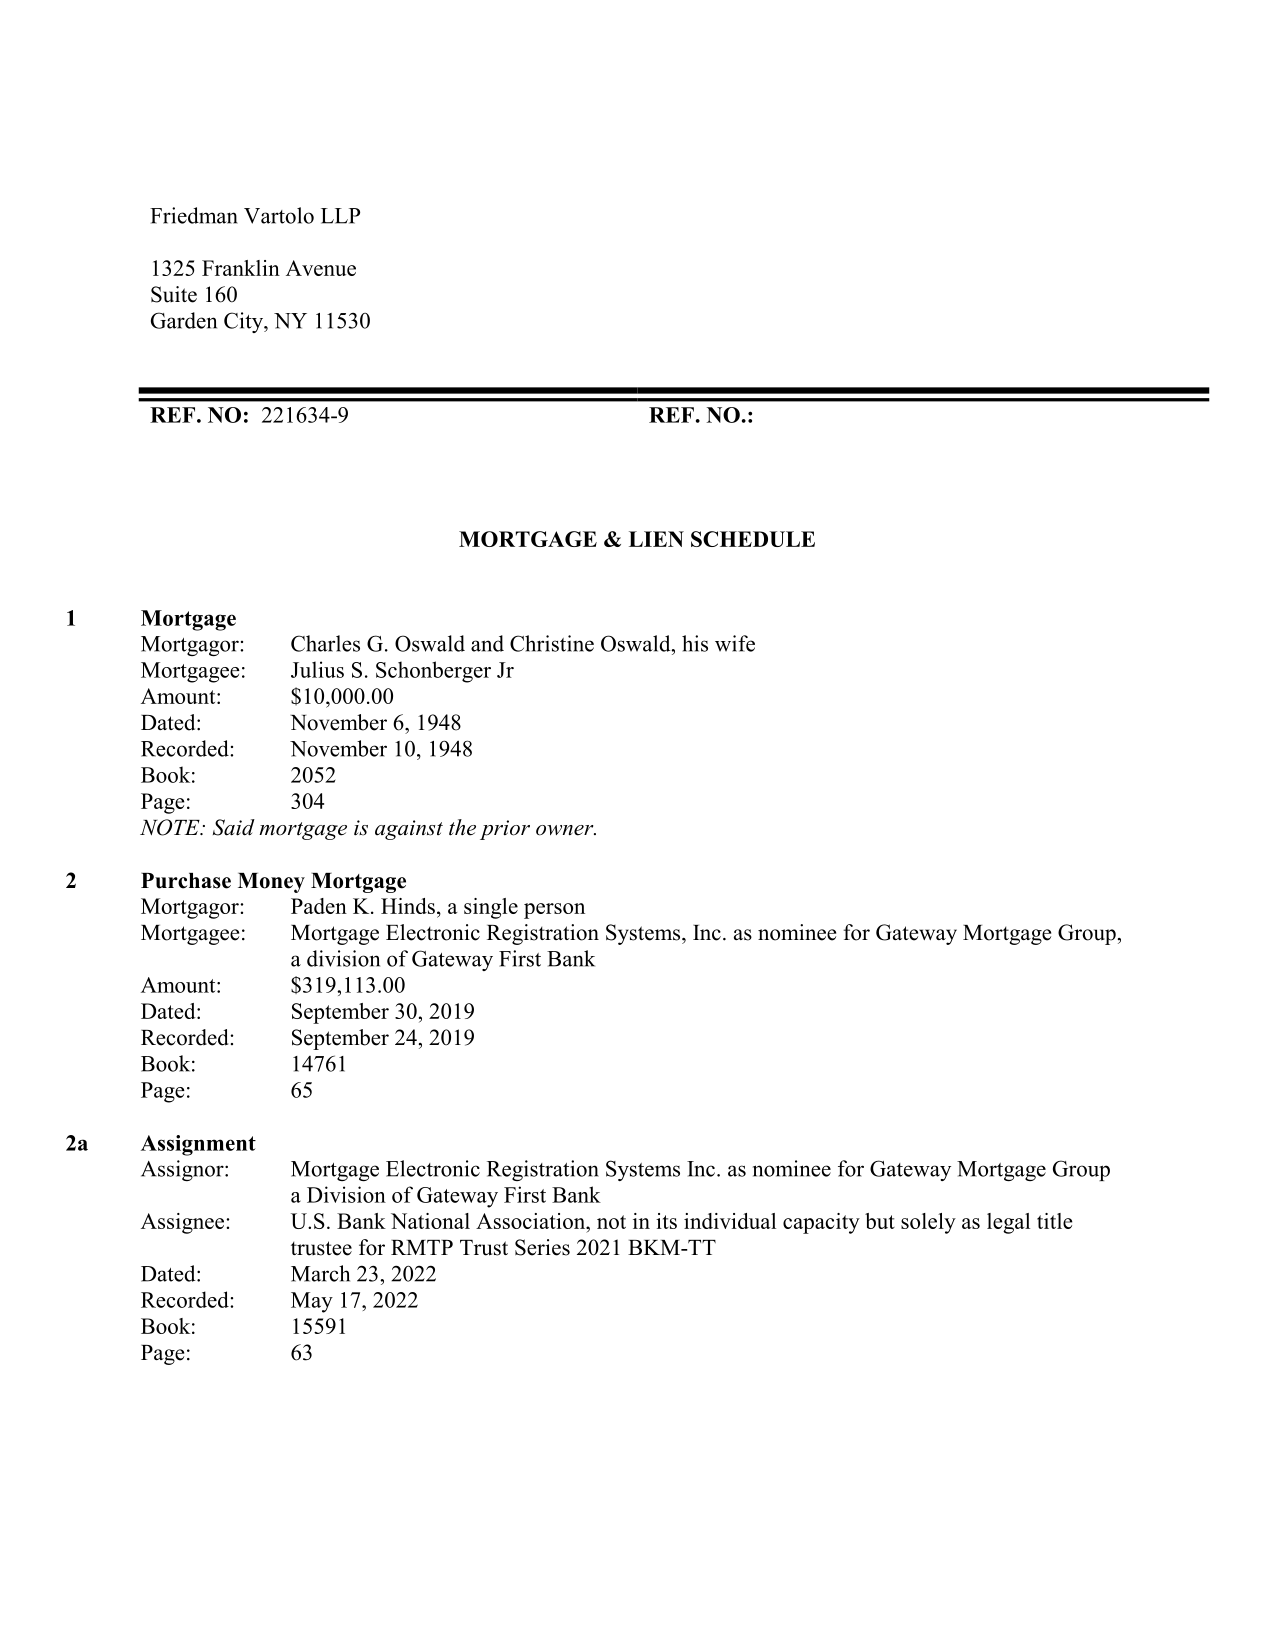 Friedman Vartolo LLP
1325 Franklin Avenue
Suite 160
Garden City, NY 11530
REF. NO: 221634-9 REF. NO.:
MORTGAGE & LIEN SCHEDULE
1 Mortgage
Mortgagor: Charles G. Oswald and Christine Oswald, his wife
Mortgagee: Julius S. Schonberger Jr
Amount: $10,000.00
Dated: November 6, 1948
Recorded: November 10, 1948
Book: 2052
Page: 304
NOTE: Said mortgage is against the prior owner.
2 Purchase Money Mortgage
Mortgagor: Paden K. Hinds, a single person
Mortgagee: Mortgage Electronic Registration Systems, Inc. as nominee for Gateway Mortgage Group,
a division of Gateway First Bank
Amount: $319,113.00
Dated: September 30, 2019
Recorded: September 24, 2019
Book: 14761
Page: 65
2a Assignment
Assignor: Mortgage Electronic Registration Systems Inc. as nominee for Gateway Mortgage Group
a Division of Gateway First Bank
Assignee: U.S. Bank National Association, not in its individual capacity but solely as legal title
trustee for RMTP Trust Series 2021 BKM-TT
Dated: March 23, 2022
Recorded: May 17, 2022
Book: 15591
Page: 63